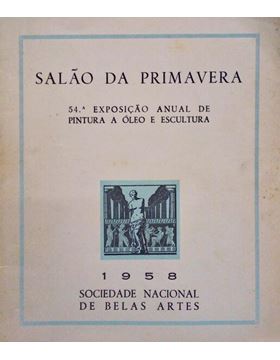 SALÃO DA PRIMAVERA
54.ª EXPOSIÇÃO ANUAL DE
PINTURA A ÓLEO E ESCULTURA
1958
SOCIEDADE NACIONAL
DE BELAS ARTES